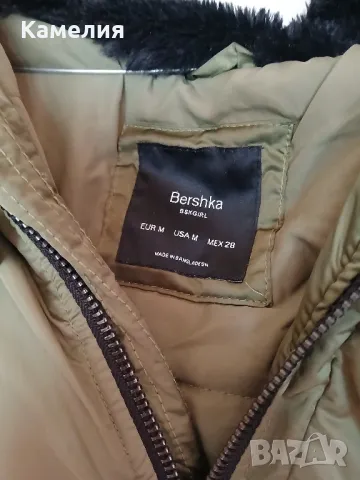 Камелия
Bershka
BSKGIRL
EUR M USA M MEX 28
MADE IN BANGLADESH
BAZAR